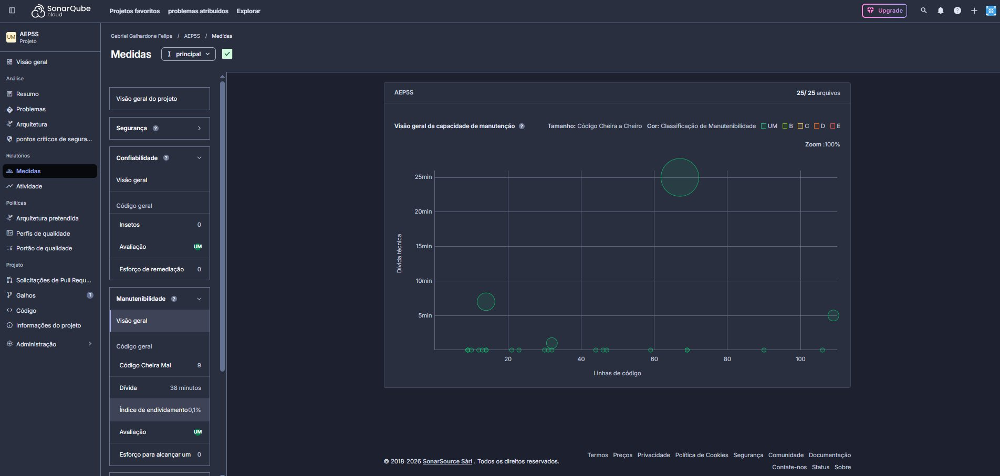 SonarQube cloud
Projetos favoritos problemas atribuídos Explorar
Upgrade
UM
AEP5S
Projeto
Visão geral
Análise
Resumo
Problemas
Arquitetura
pontos críticos de segura...
Relatórios
Medidas
Atividade
Políticas
Arquitetura pretendida
Perfis de qualidade
Portão de qualidade
Projeto
Solicitações de Pull Requ...
Galhos 1
Código
Informações do projeto
Administração
Gabriel Galhardone Felipe / AEP5S / Medidas
Medidas principal
Visão geral do projeto
Segurança ?
Confiabilidade ?
Visão geral
Código geral
Insetos 0
Avaliação UM
Esforço de remediação 0
Manutenibilidade ?
Visão geral
Código geral
Código Cheira Mal 9
Dívida 38 minutos
Índice de endividamento0,1%
Avaliação UM
Esforço para alcançar um 0
AEP5S 25/ 25 arquivos
Visão geral da capacidade de manutenção ? Tamanho: Código Cheira a Cheiro Cor: Classificação de Manutenibilidade UM B C D E
Zoom :100%
25min
20min
15min
10min
5min
Dívida técnica
20 40 60 80 100
Linhas de código
© 2018-2026 SonarSource Sàrl . Todos os direitos reservados.
Termos Preços Privacidade Política de Cookies Segurança Comunidade Documentação
Contate-nos Status Sobre